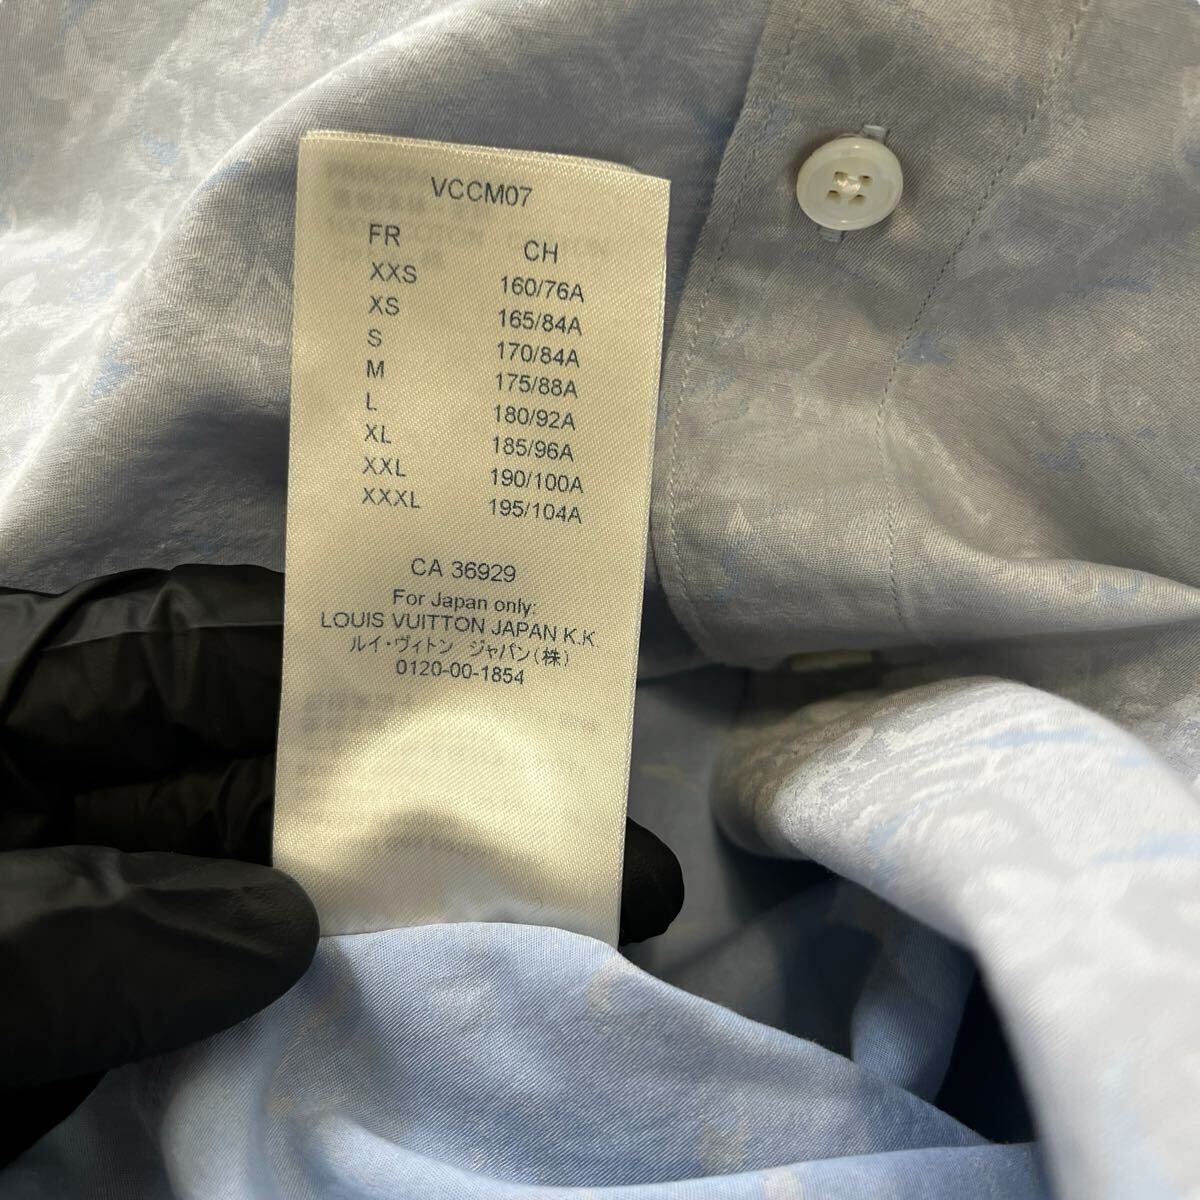 VCCM07
FR CH
XXS 160/76A
XS 165/84A
S 170/84A
M 175/88A
L 180/92A
XL 185/96A
XXL 190/100A
XXXL 195/104A
CA 36929
For Japan only:
LOUIS VUITTON JAPAN K.K
ルイ・ヴィトン ジャパン(株)
0120-00-1854